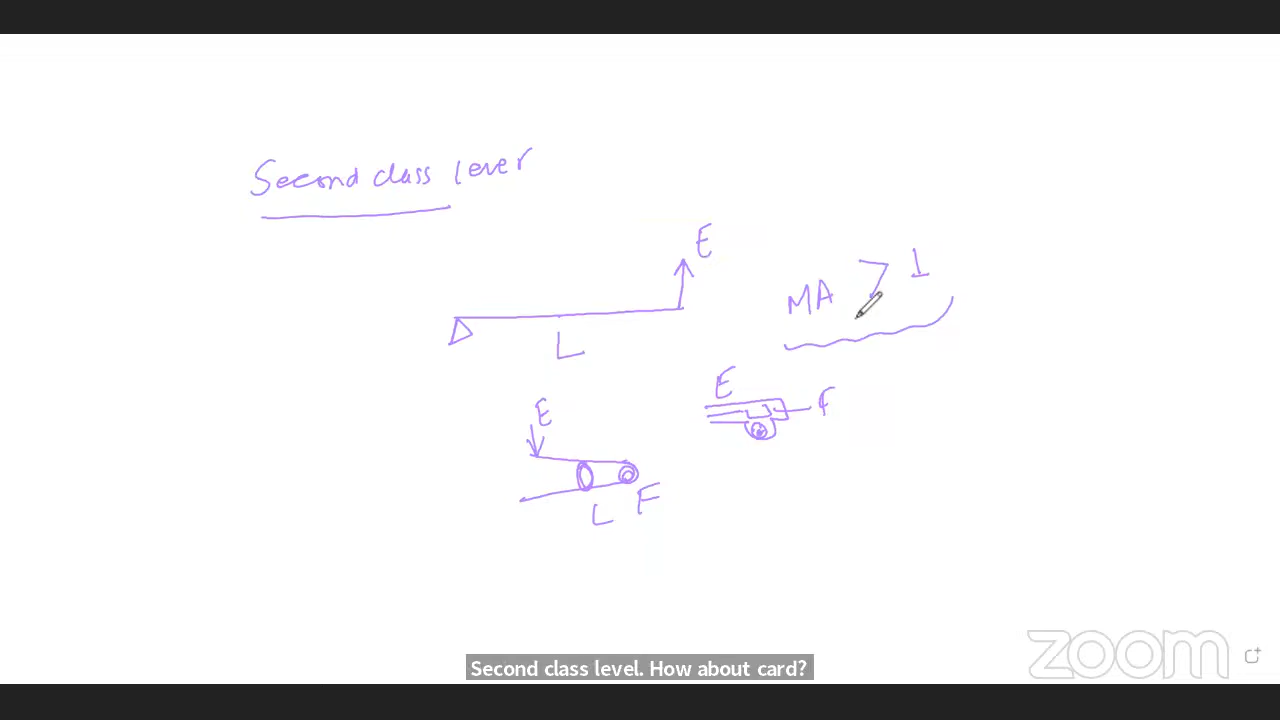 Second class lever
E
MA > 1
L
E
F
E
L F
Second class level. How about card?
zoom